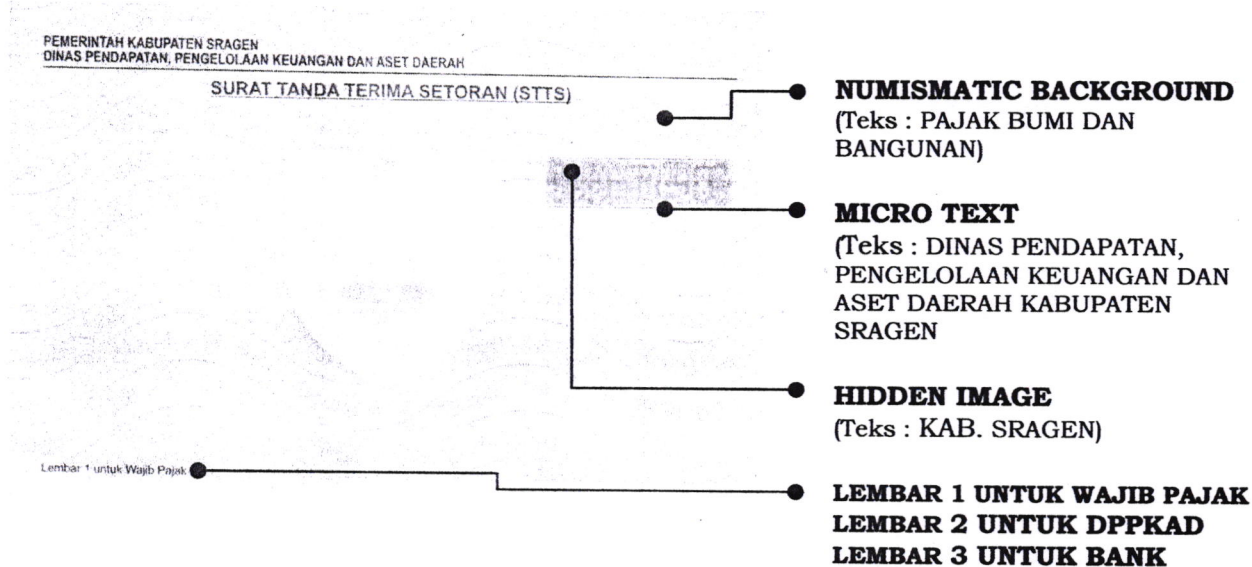 PEMERINTAH KABUPATEN SRAGEN
DINAS PENDAPATAN, PENGELOLAAN KEUANGAN DAN ASET DAERAH
SURAT TANDA TERIMA SETORAN (STTS)
NUMISMATIC BACKGROUND
(Teks : PAJAK BUMI DAN
BANGUNAN)
MICRO TEXT
(Teks : DINAS PENDAPATAN,
PENGELOLAAN KEUANGAN DAN
ASET DAERAH KABUPATEN
SRAGEN
HIDDEN IMAGE
(Teks : KAB. SRAGEN)
Lembar 1 untuk Wajib Pajak
LEMBAR 1 UNTUK WAJIB PAJAK
LEMBAR 2 UNTUK DPPKAD
LEMBAR 3 UNTUK BANK